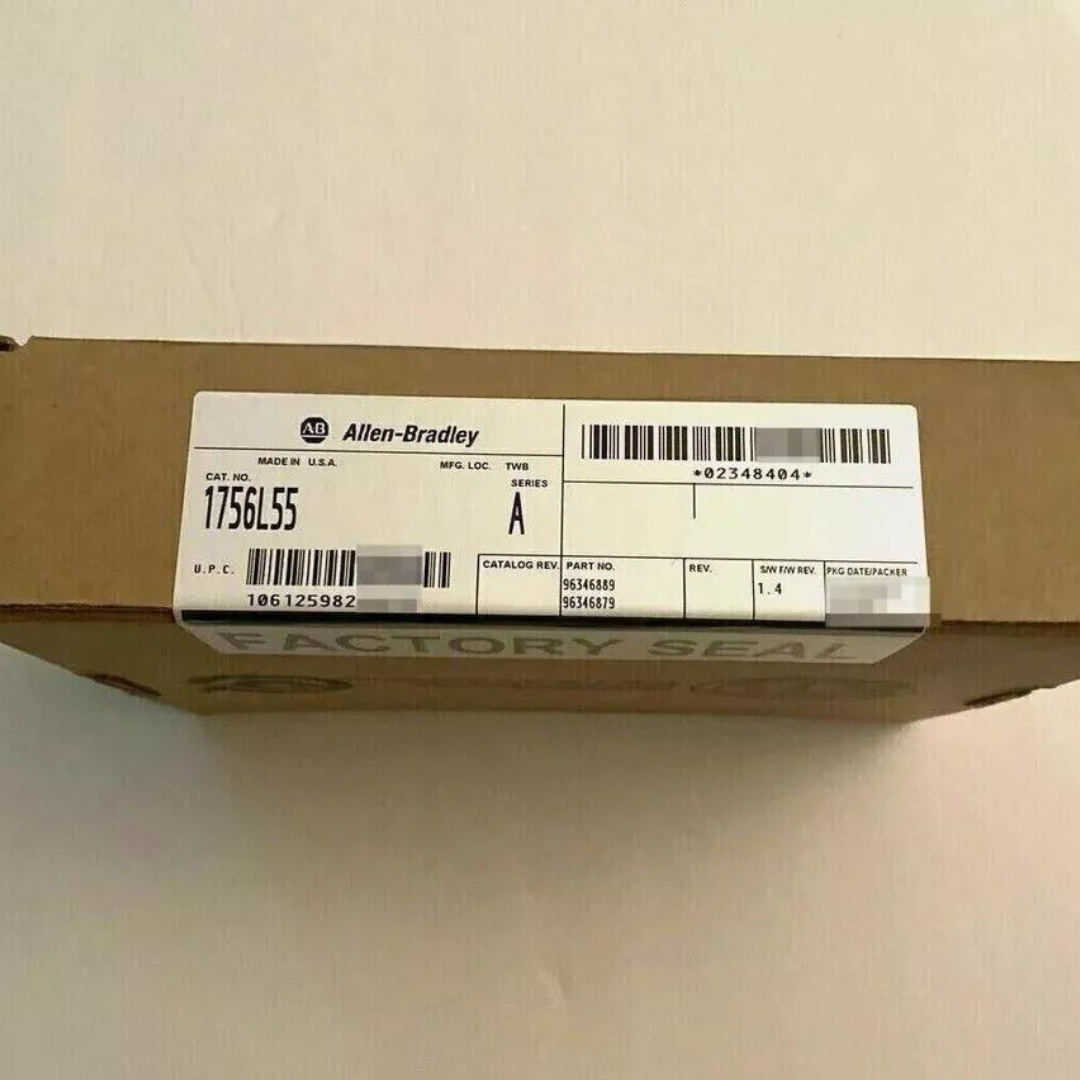 AB Allen-Bradley
MADE IN U.S.A.
MFG. LOC. TWB
CAT. NO.
1756L55
SERIES
A
*02348404*
U.P.C.
106125982
CATALOG REV.
PART NO.
96346889
96346879
REV.
S/W F/W REV.
1.4
PKG DATE/PACKER
FACTORY SEAL